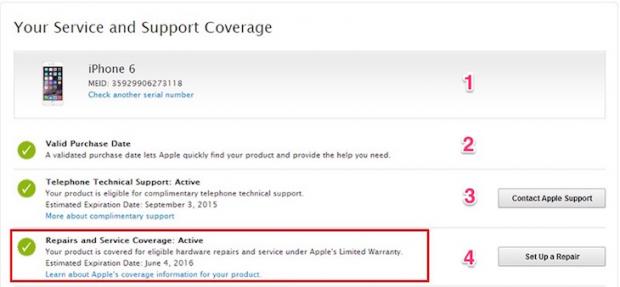 Your Service and Support Coverage
iPhone 6
MEID: 35929906273118
Check another serial number
1
Valid Purchase Date
A validated purchase date lets Apple quickly find your product and provide the help you need.
2
Telephone Technical Support: Active
Your product is eligible for complimentary telephone technical support.
Estimated Expiration Date: September 3, 2015
More about complimentary support
3
Contact Apple Support
Repairs and Service Coverage: Active
Your product is covered for eligible hardware repairs and service under Apple's Limited Warranty.
Estimated Expiration Date: June 4, 2016
Learn about Apple's coverage information for your product.
4
Set Up a Repair